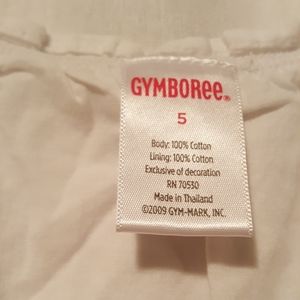 GYMBOREE®
5
Body: 100% Cotton
Lining: 100% Cotton
Exclusive of decoration
RN 70530
Made in Thailand
©2009 GYM-MARK, INC.